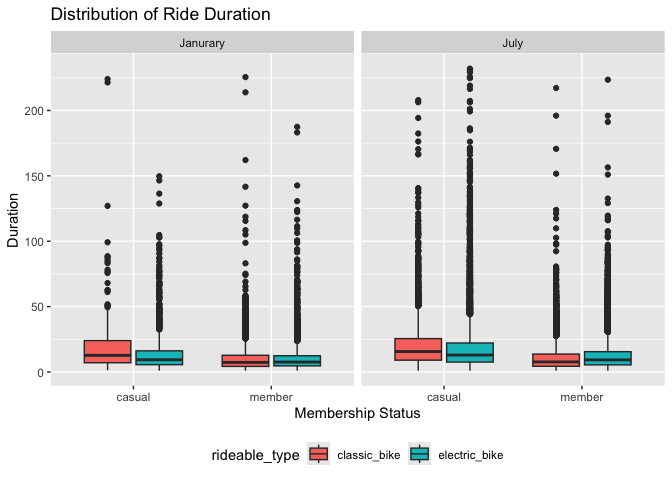 Distribution of Ride Duration
Janurary
July
Duration
200
150
100
50
0
casual
member
casual
member
Membership Status
rideable_type
classic_bike
electric_bike